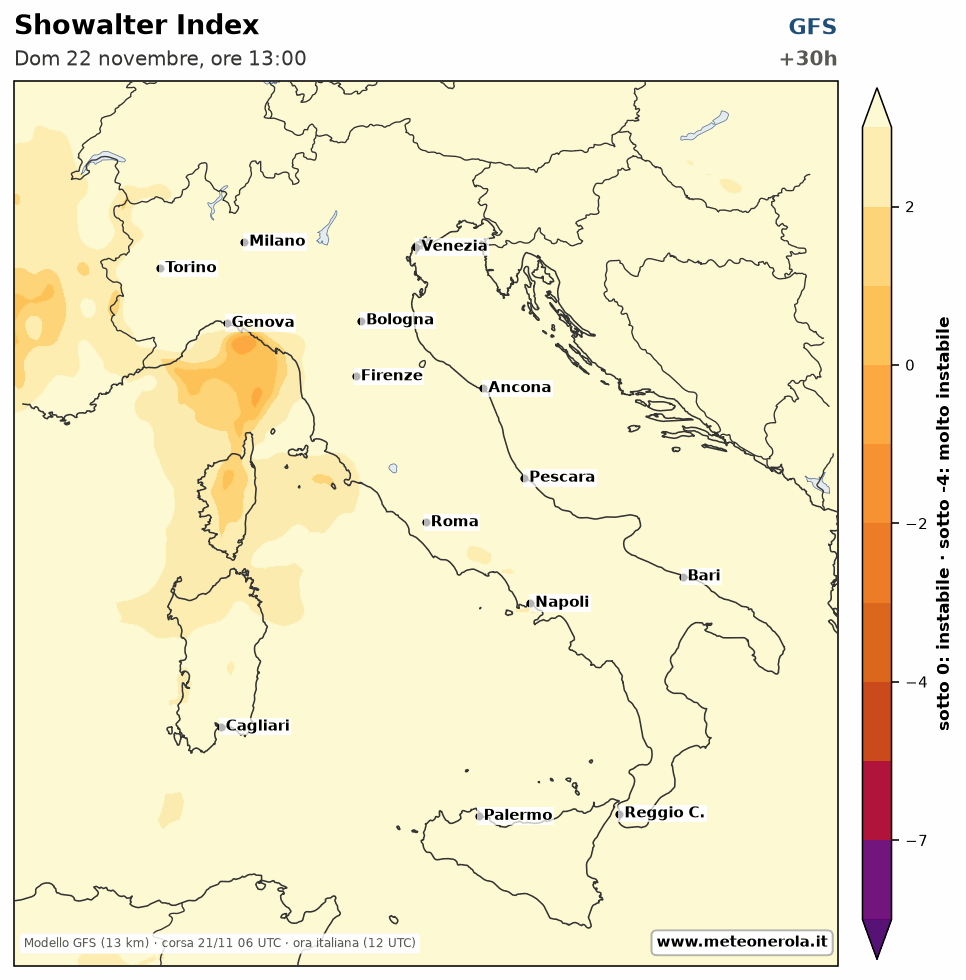 Showalter Index
GFS
Dom 22 novembre, ore 13:00
+30h
Milano
Venezia
Torino
Genova
Bologna
Firenze
Ancona
Pescara
Roma
Bari
Napoli
Cagliari
Palermo
Reggio C.
2
0
−2
−4
−7
sotto 0: instabile · sotto -4: molto instabile
Modello GFS (13 km) · corsa 21/11 06 UTC · ora italiana (12 UTC)
www.meteonerola.it